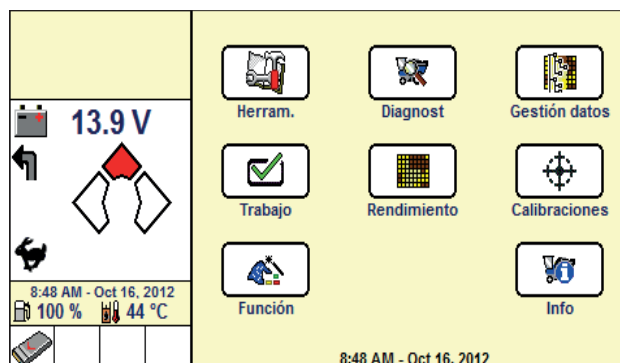 13.9 V
8:48 AM - Oct 16, 2012
100 % 44 °C
Herram. Diagnost Gestión datos
Trabajo Rendimiento Calibraciones
Función Info
8:48 AM - Oct 16, 2012